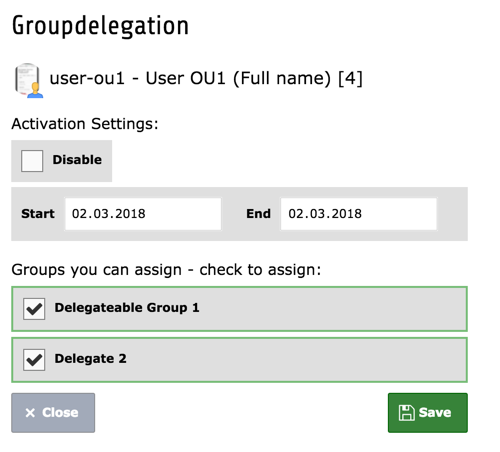 Groupdelegation
user-ou1 - User OU1 (Full name) [4]
Activation Settings:
Disable
Start 02.03.2018 End 02.03.2018
Groups you can assign - check to assign:
Delegateable Group 1
Delegate 2
× Close Save